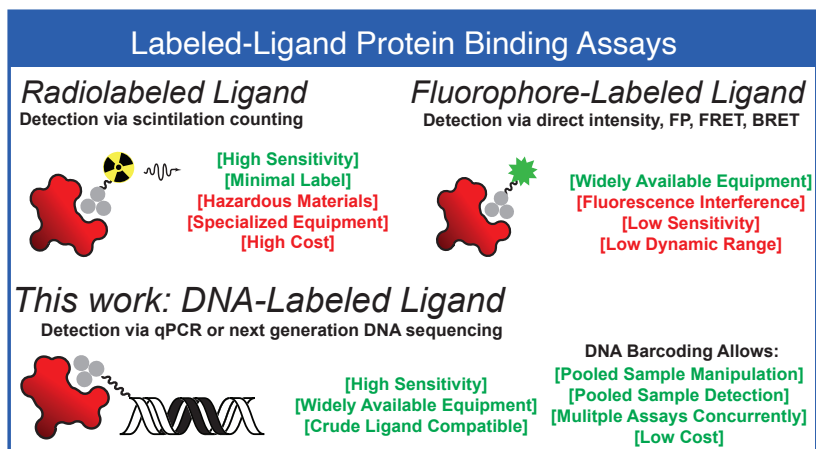 Labeled-Ligand Protein Binding Assays
Radiolabeled Ligand
Detection via scintilation counting
[High Sensitivity]
[Minimal Label]
[Hazardous Materials]
[Specialized Equipment]
[High Cost]
Fluorophore-Labeled Ligand
Detection via direct intensity, FP, FRET, BRET
[Widely Available Equipment]
[Fluorescence Interference]
[Low Sensitivity]
[Low Dynamic Range]
This work: DNA-Labeled Ligand
Detection via qPCR or next generation DNA sequencing
[High Sensitivity]
[Widely Available Equipment]
[Crude Ligand Compatible]
DNA Barcoding Allows:
[Pooled Sample Manipulation]
[Pooled Sample Detection]
[Mulitple Assays Concurrently]
[Low Cost]